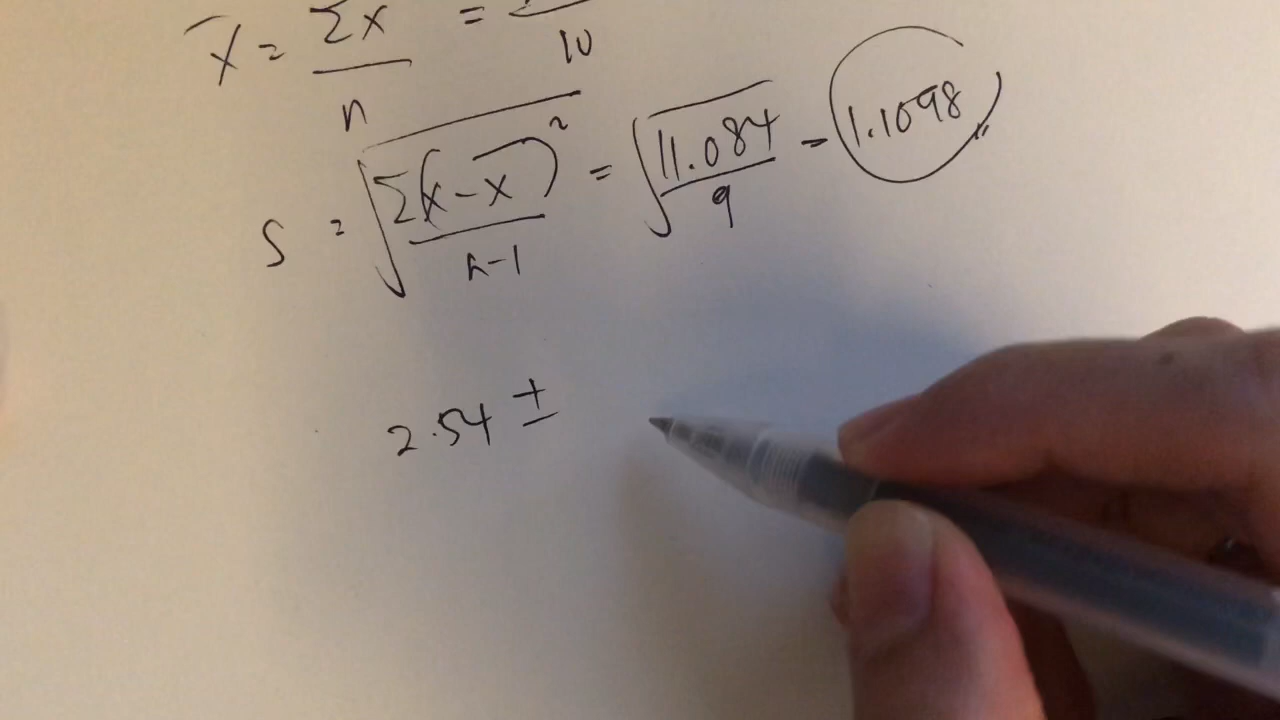 x̄ = Σx / n = / 10
S = √(Σ(x-x̄)² / n-1) = √(11.084 / 9) = 1.1098
2.54 ±